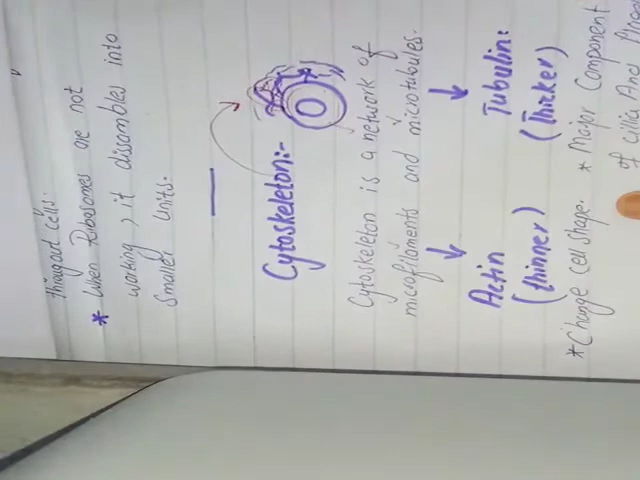 throughout cells.
* When Ribosomes are not
working, it dissembles into
smaller units.
Cytoskeleton:-
Cytoskeleton is a network of
microfilaments and microtubules.
↓ ↓
Actin Tubulin:
(thinner) (Thicker)
* Change cell shape. * Major Component
of cilia And